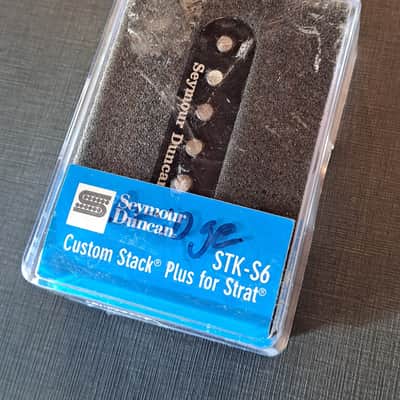 Seymour Duncan
Seymour
Duncan
STK-S6
Custom Stack® Plus for Strat®